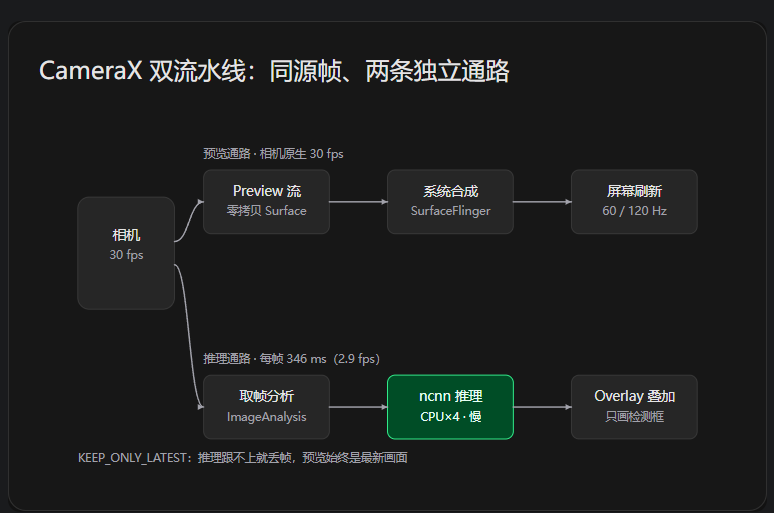 CameraX 双流水线：同源帧、两条独立通路
预览通路 · 相机原生 30 fps
Preview 流
零拷贝 Surface
系统合成
SurfaceFlinger
屏幕刷新
60 / 120 Hz
相机
30 fps
推理通路 · 每帧 346 ms（2.9 fps）
取帧分析
ImageAnalysis
ncnn 推理
CPU×4 · 慢
Overlay 叠加
只画检测框
KEEP_ONLY_LATEST：推理跟不上就丢帧，预览始终是最新画面